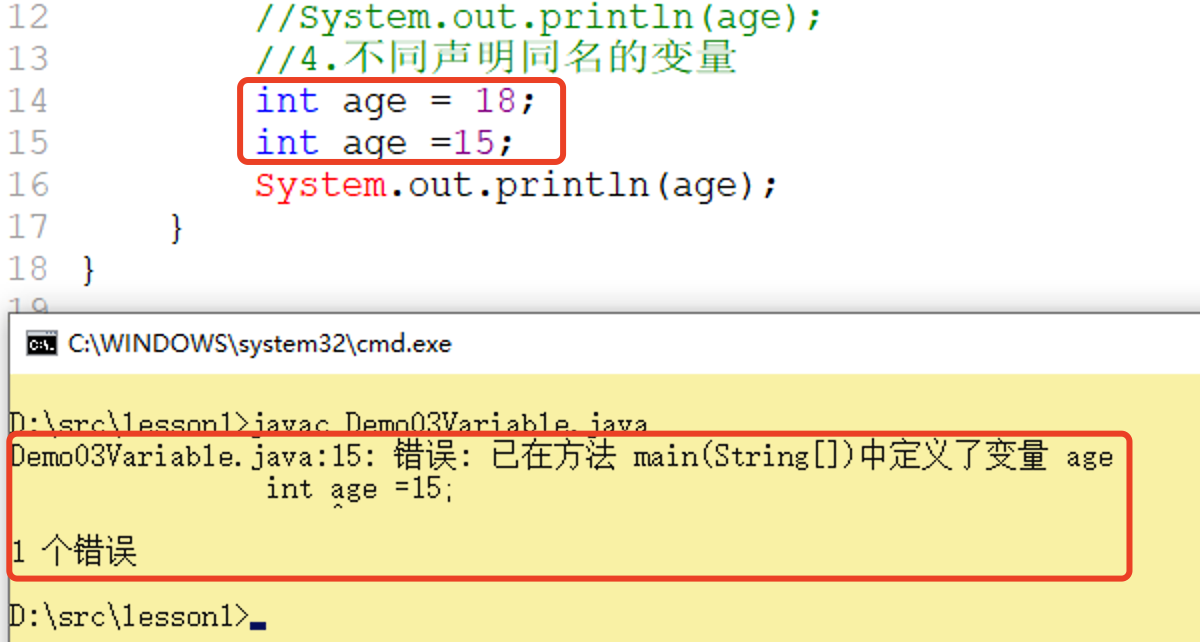 12 //System.out.println(age);
13 //4.不同声明同名的变量
14 int age = 18;
15 int age =15;
16 System.out.println(age);
17 }
18 }
19
C:\WINDOWS\system32\cmd.exe
D:\src\lesson1>javac Demo03Variable.java
Demo03Variable.java:15: 错误: 已在方法 main(String[])中定义了变量 age
int age =15;
^
1 个错误
D:\src\lesson1>